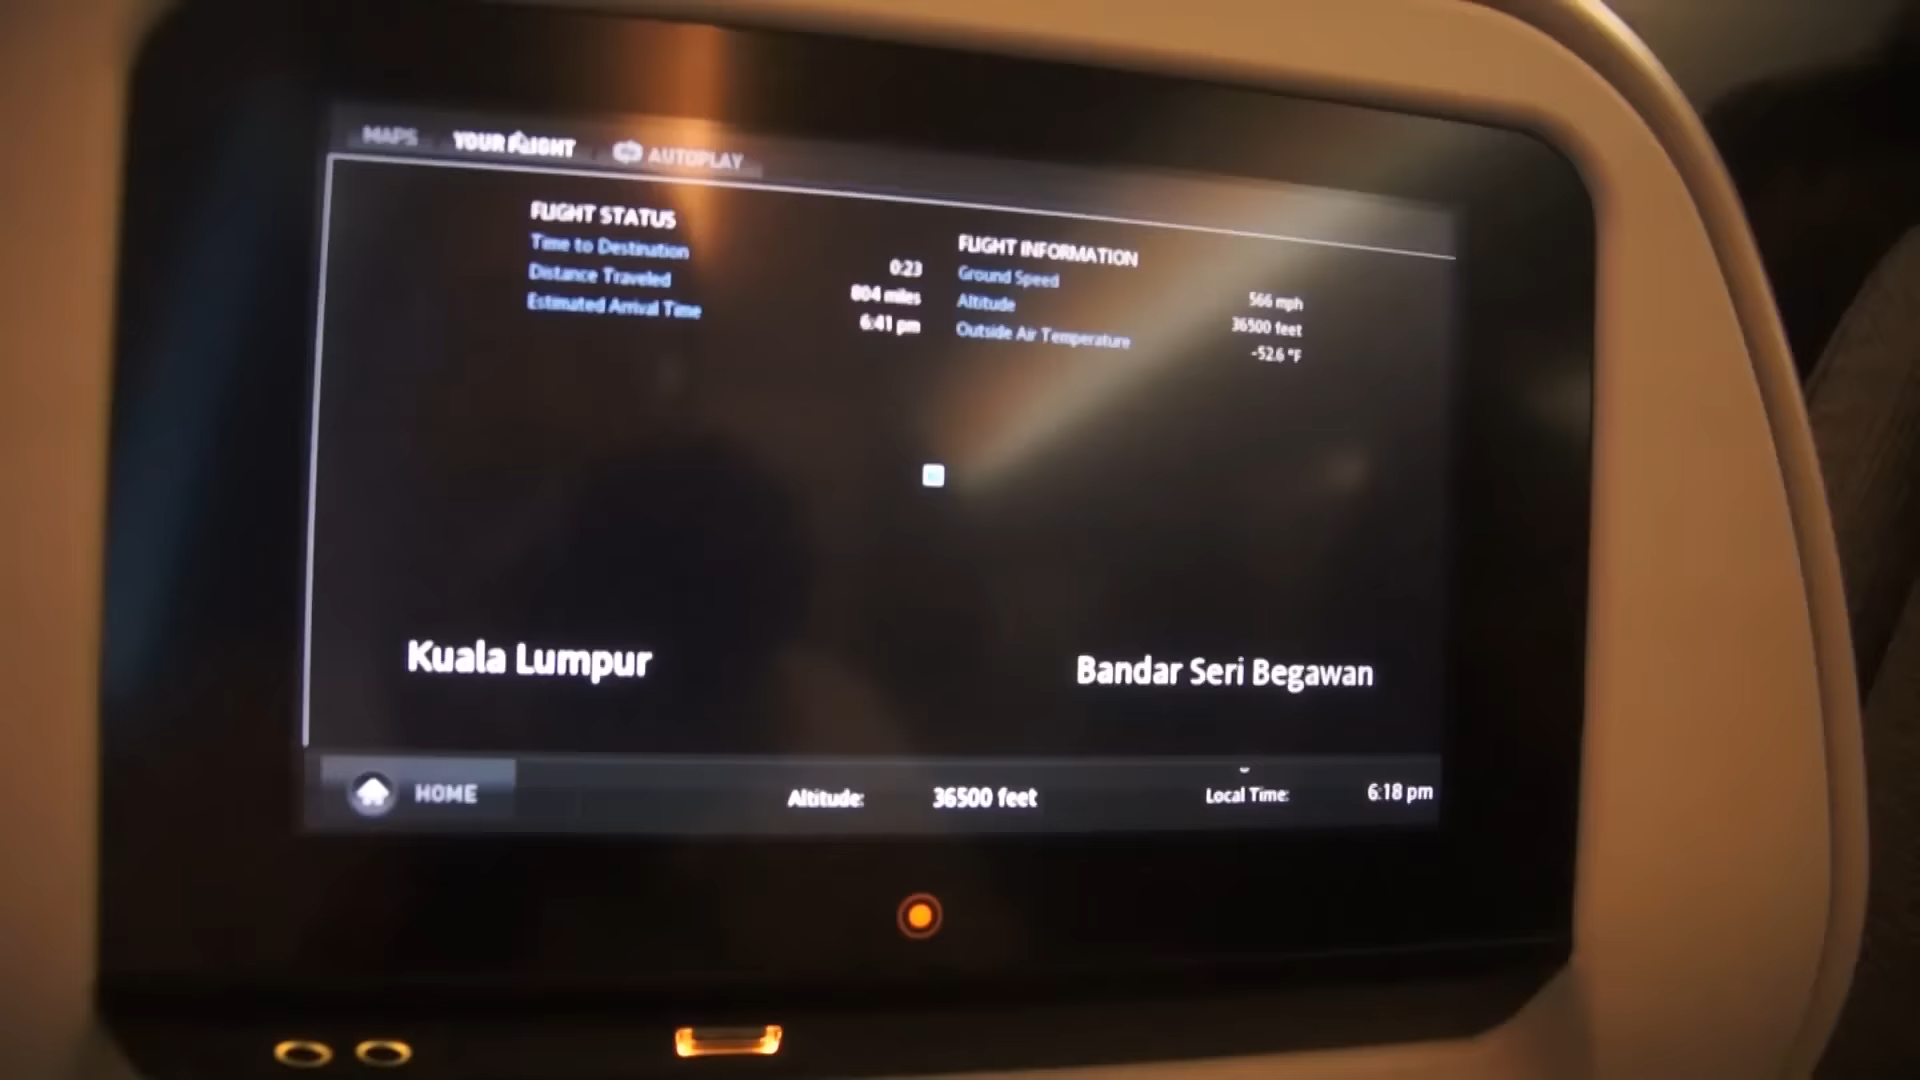 MAPS YOUR FLIGHT AUTOPLAY
FLIGHT STATUS
Time to Destination 0:23
Distance Traveled 804 miles
Estimated Arrival Time 6:41 pm
FLIGHT INFORMATION
Ground Speed 566 mph
Altitude 36500 feet
Outside Air Temperature -52.6 °F
Kuala Lumpur
Bandar Seri Begawan
HOME Altitude: 36500 feet Local Time: 6:18 pm